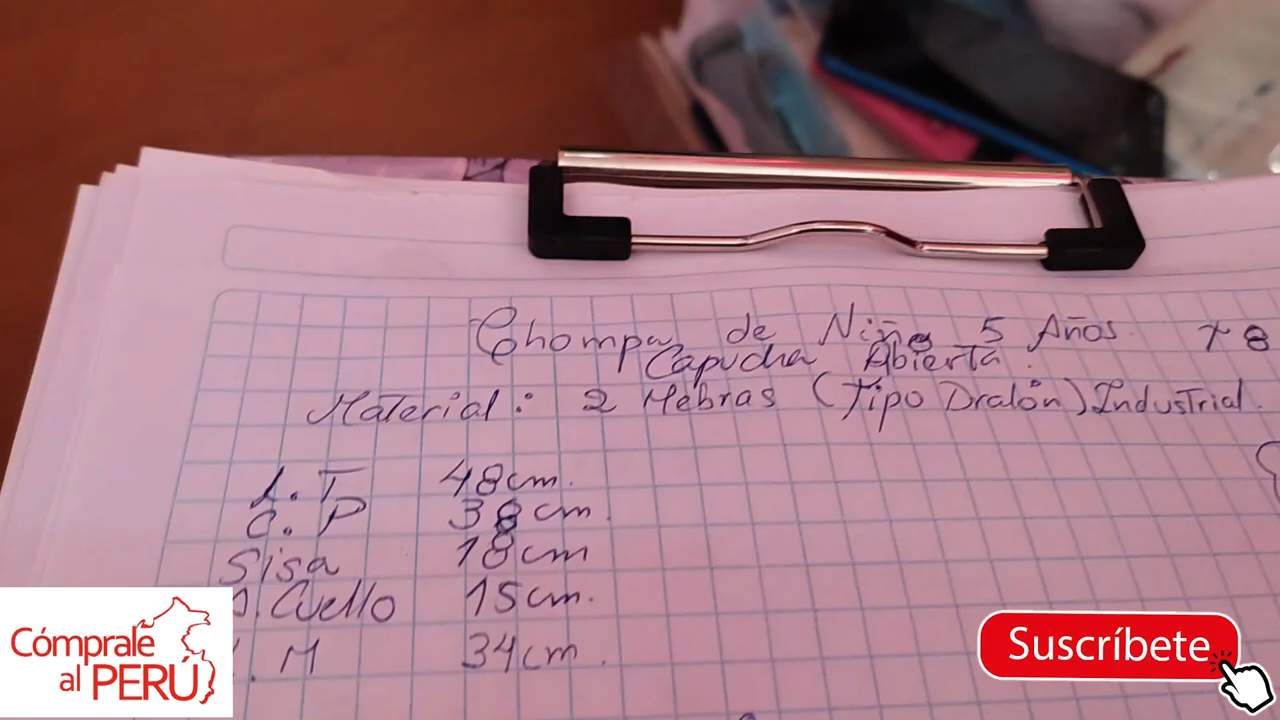 Chompa de Niño 5 Años. T 8
Capucha Abierta.
Material: 2 Hebras (Tipo Dralón) Industrial.
L. T 48cm.
C. P 38cm
Sisa 18cm
A. Cuello 15cm.
. M 34cm.
Cómprale
al PERÚ
Suscríbete